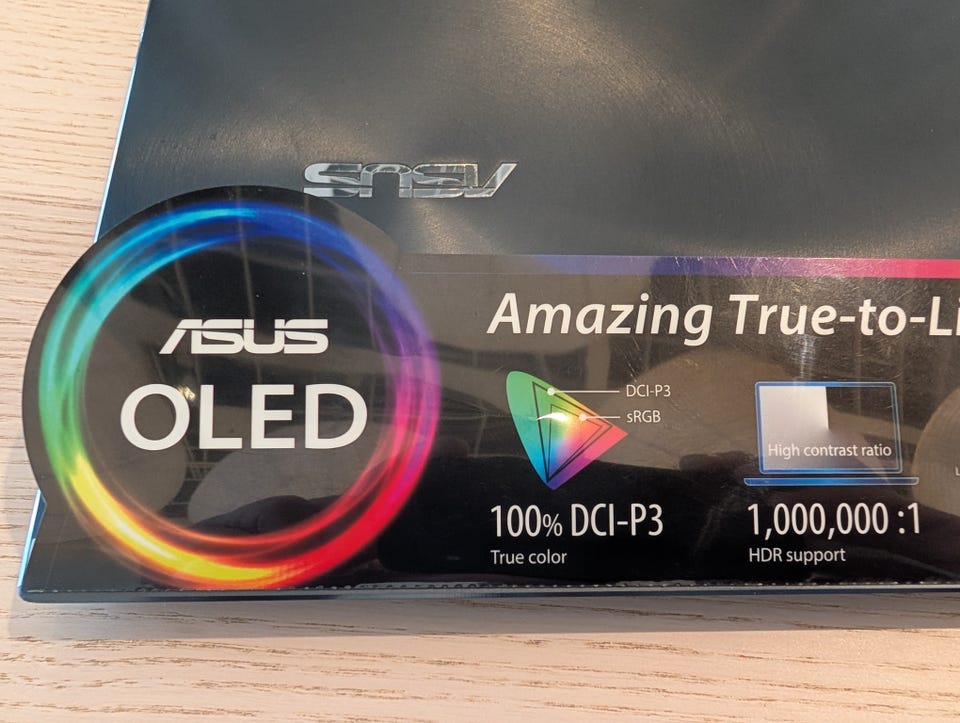 ASUS
ASUS
OLED
Amazing True-to-Li
DCI-P3
sRGB
100% DCI-P3
True color
High contrast ratio
1,000,000 :1
HDR support